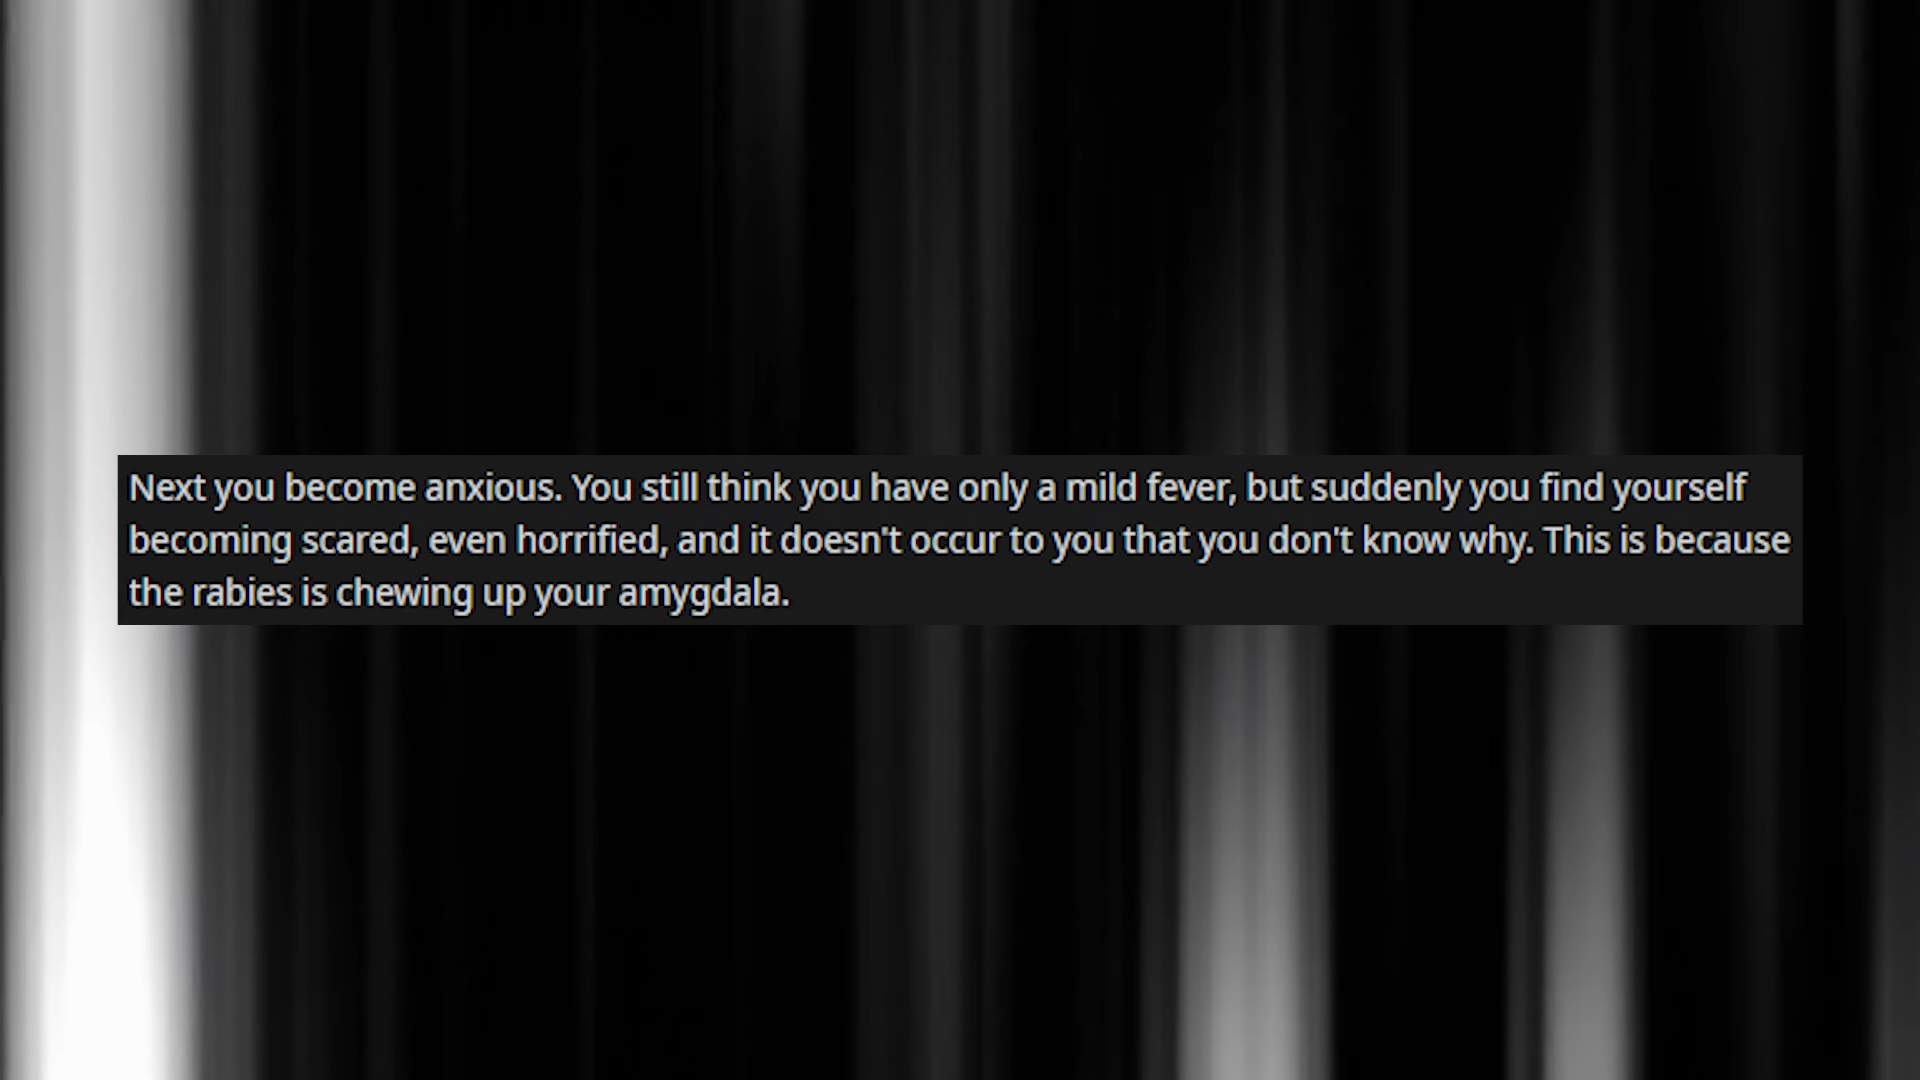 Next you become anxious. You still think you have only a mild fever, but suddenly you find yourself
becoming scared, even horrified, and it doesn't occur to you that you don't know why. This is because
the rabies is chewing up your amygdala.